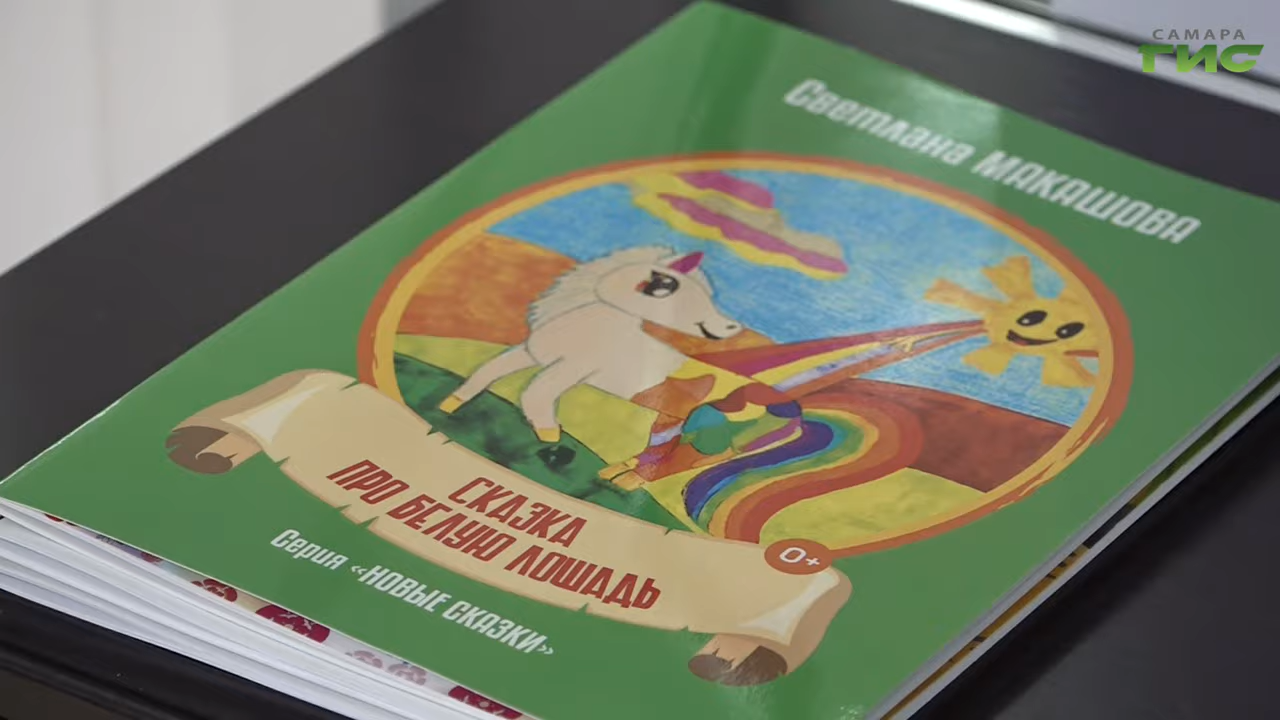 САМАРА
ГИС
Светлана МАКАШОВА
СКАЗКА
ПРО БЕЛУЮ ЛОШАДЬ
0+
Серия «НОВЫЕ СКАЗКИ»